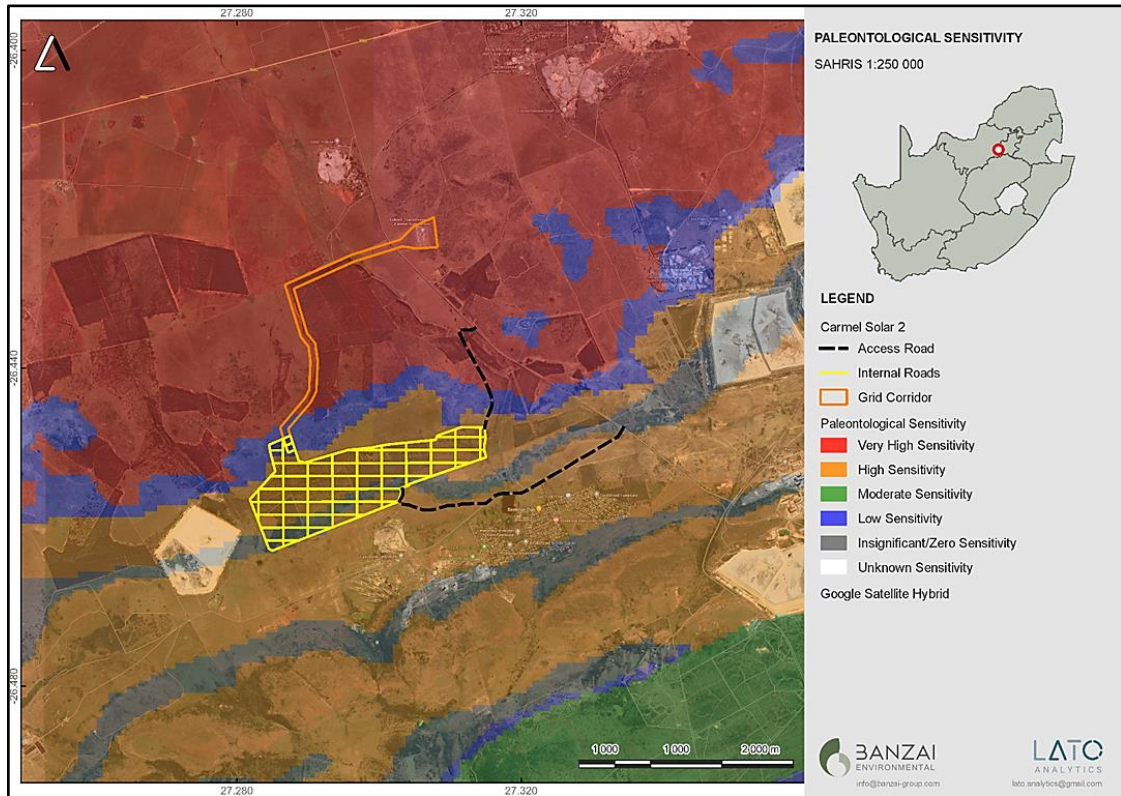 27.280
27.320
-26.400
-26.440
-26.480
27.280
27.320
1 000
1 000
2 000 m
PALEONTOLOGICAL SENSITIVITY
SAHRIS 1:250 000
LEGEND
Carmel Solar 2
Access Road
Internal Roads
Grid Corridor
Paleontological Sensitivity
Very High Sensitivity
High Sensitivity
Moderate Sensitivity
Low Sensitivity
Insignificant/Zero Sensitivity
Unknown Sensitivity
Google Satellite Hybrid
BANZAI
ENVIRONMENTAL
info@banzai-group.com
LATO
ANALYTICS
lato.analytics@gmail.com